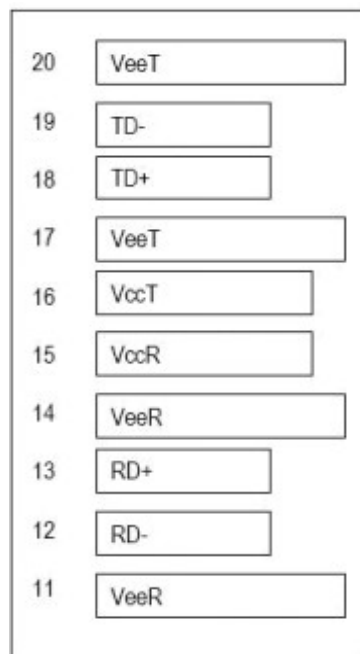 20 VeeT
19 TD-
18 TD+
17 VeeT
16 VccT
15 VccR
14 VeeR
13 RD+
12 RD-
11 VeeR